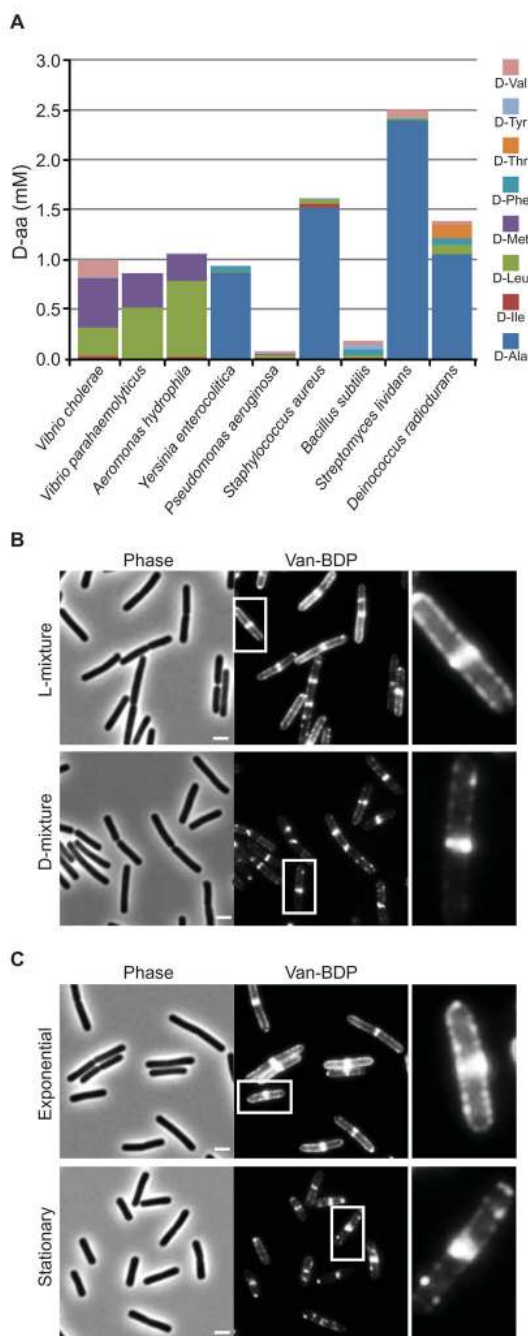 A
3.0
2.5
2.0
1.5
1.0
0.5
0.0
D-aa (mM)
D-Val
D-Tyr
D-Thr
D-Phe
D-Met
D-Leu
D-Ile
D-Ala
Vibrio cholerae
Vibrio parahaemolyticus
Aeromonas hydrophila
Yersinia enterocolitica
Pseudomonas aeruginosa
Staphylococcus aureus
Bacillus subtilis
Streptomyces lividans
Deinococcus radiodurans
B
Phase
Van-BDP
L-mixture
D-mixture
C
Phase
Van-BDP
Exponential
Stationary